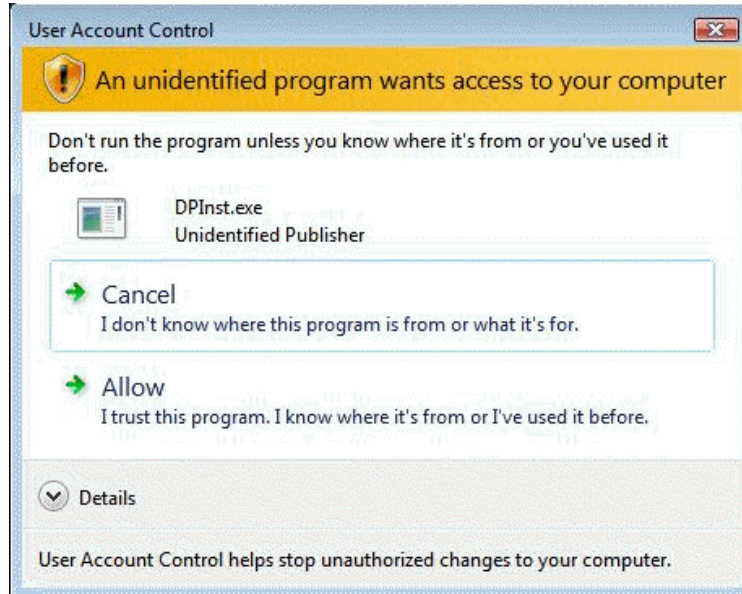 User Account Control
An unidentified program wants access to your computer
Don't run the program unless you know where it's from or you've used it
before.
DPInst.exe
Unidentified Publisher
Cancel
I don't know where this program is from or what it's for.
Allow
I trust this program. I know where it's from or I've used it before.
Details
User Account Control helps stop unauthorized changes to your computer.